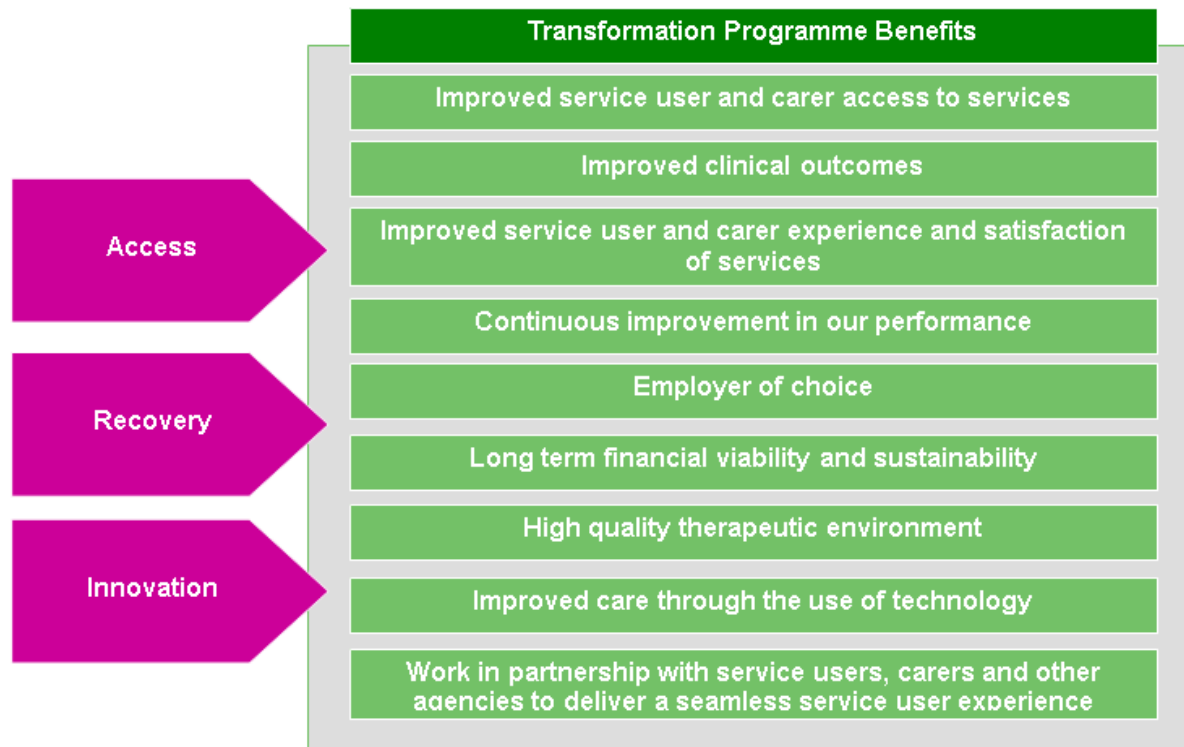 Transformation Programme Benefits
Improved service user and carer access to services
Improved clinical outcomes
Access
Improved service user and carer experience and satisfaction
of services
Continuous improvement in our performance
Recovery
Employer of choice
Long term financial viability and sustainability
High quality therapeutic environment
Innovation
Improved care through the use of technology
Work in partnership with service users, carers and other
agencies to deliver a seamless service user experience